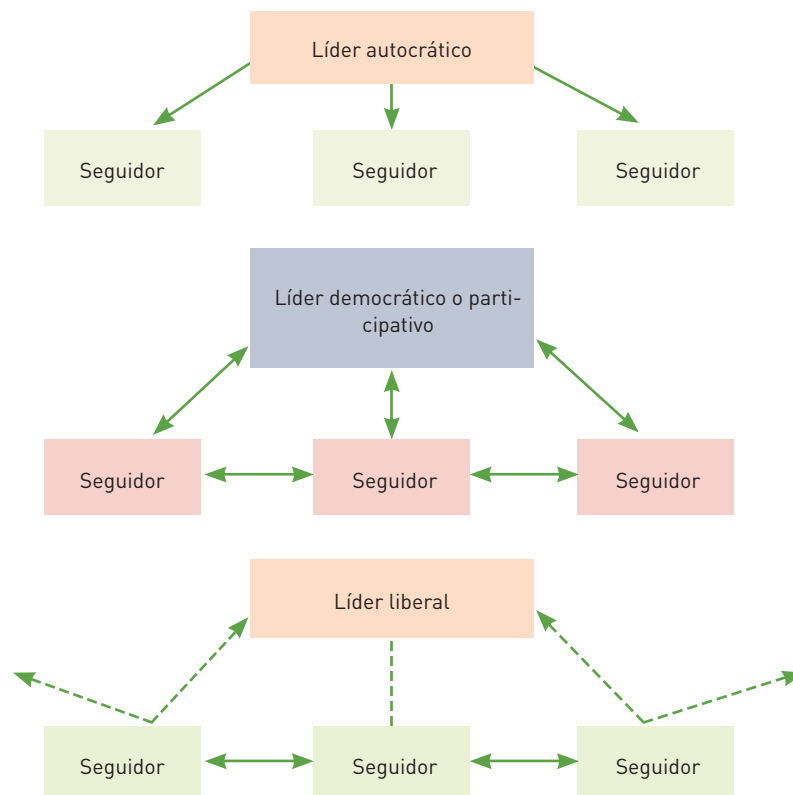 Líder autocrático
Seguidor
Seguidor
Seguidor
Líder democrático o parti-
cipativo
Seguidor
Seguidor
Seguidor
Líder liberal
Seguidor
Seguidor
Seguidor